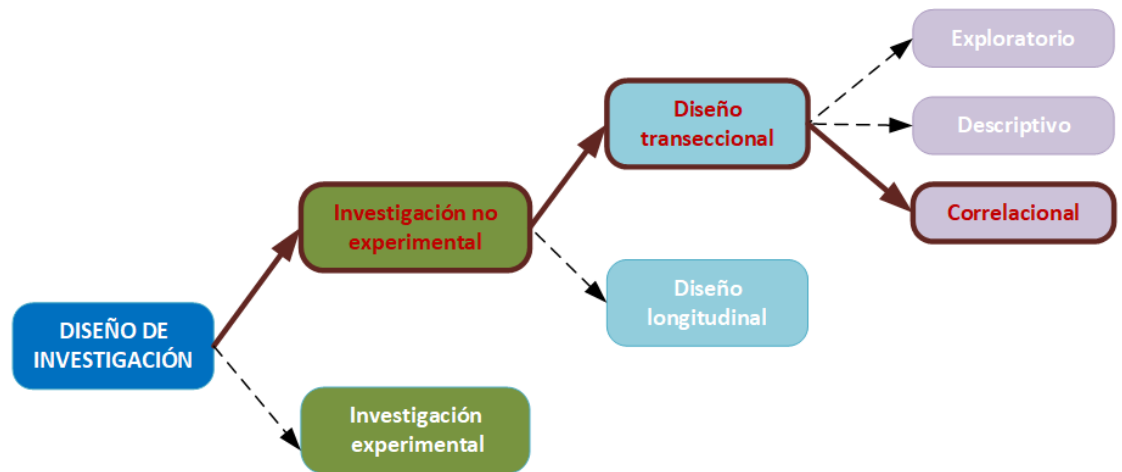 DISEÑO DE
INVESTIGACIÓN
Investigación no
experimental
Investigación
experimental
Diseño
transeccional
Diseño
longitudinal
Exploratorio
Descriptivo
Correlacional